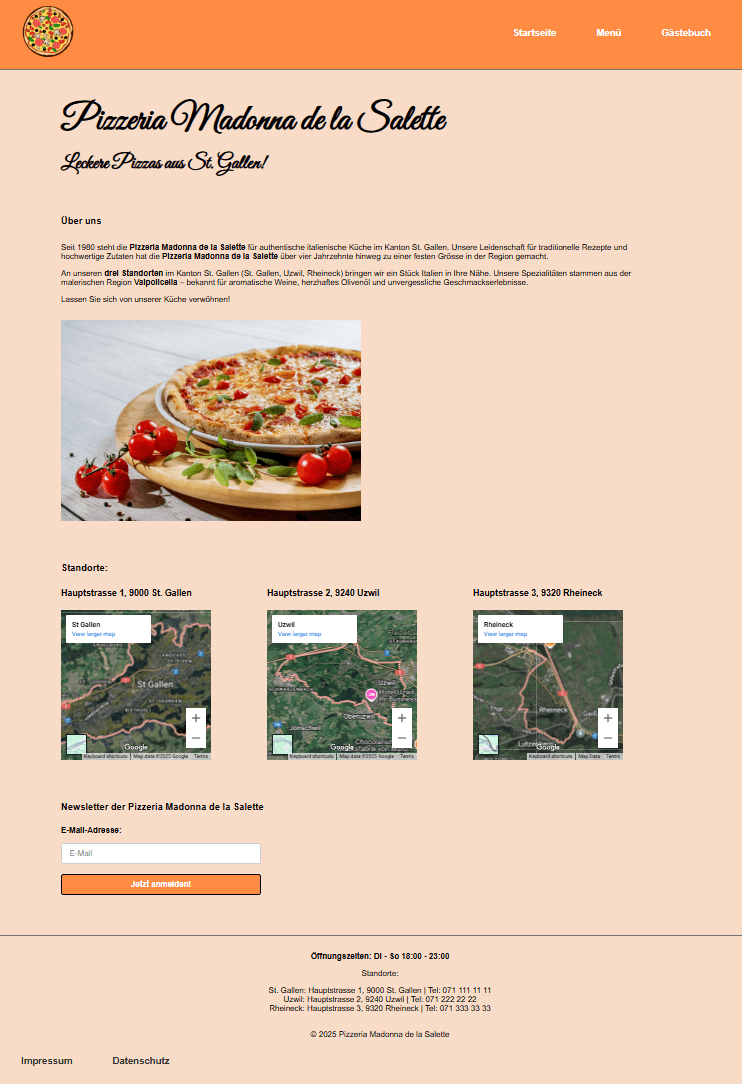 Startseite Menü Gästebuch
Pizzeria Madonna de la Salette
Leckere Pizzas aus St. Gallen!
Über uns
Seit 1980 steht die Pizzeria Madonna de la Salette für authentische italienische Küche im Kanton St. Gallen. Unsere Leidenschaft für traditionelle Rezepte und
hochwertige Zutaten hat die Pizzeria Madonna de la Salette über vier Jahrzehnte hinweg zu einer festen Grösse in der Region gemacht.
An unseren drei Standorten im Kanton St. Gallen (St. Gallen, Uzwil, Rheineck) bringen wir ein Stück Italien in Ihre Nähe. Unsere Spezialitäten stammen aus der
malerischen Region Valpolicella – bekannt für aromatische Weine, herzhaftes Olivenöl und unvergessliche Geschmackserlebnisse.
Lassen Sie sich von unserer Küche verwöhnen!
Standorte:
Hauptstrasse 1, 9000 St. Gallen
St Gallen
View larger map
St Gallen
Google
Keyboard shortcuts Map data ©2025 Google Terms
Hauptstrasse 2, 9240 Uzwil
Uzwil
View larger map
Uzwil
Oberuzwil
Jonschwil
Google
Keyboard shortcuts Map data ©2025 Google Terms
Hauptstrasse 3, 9320 Rheineck
Rheineck
View larger map
Thal
Rheineck
Google
Keyboard shortcuts Map Data Terms
Newsletter der Pizzeria Madonna de la Salette
E-Mail-Adresse:
E-Mail
Jetzt anmelden!
Öffnungszeiten: Di - So 18:00 - 23:00
Standorte:
St. Gallen: Hauptstrasse 1, 9000 St. Gallen | Tel: 071 111 11 11
Uzwil: Hauptstrasse 2, 9240 Uzwil | Tel: 071 222 22 22
Rheineck: Hauptstrasse 3, 9320 Rheineck | Tel: 071 333 33 33
© 2025 Pizzeria Madonna de la Salette
Impressum Datenschutz